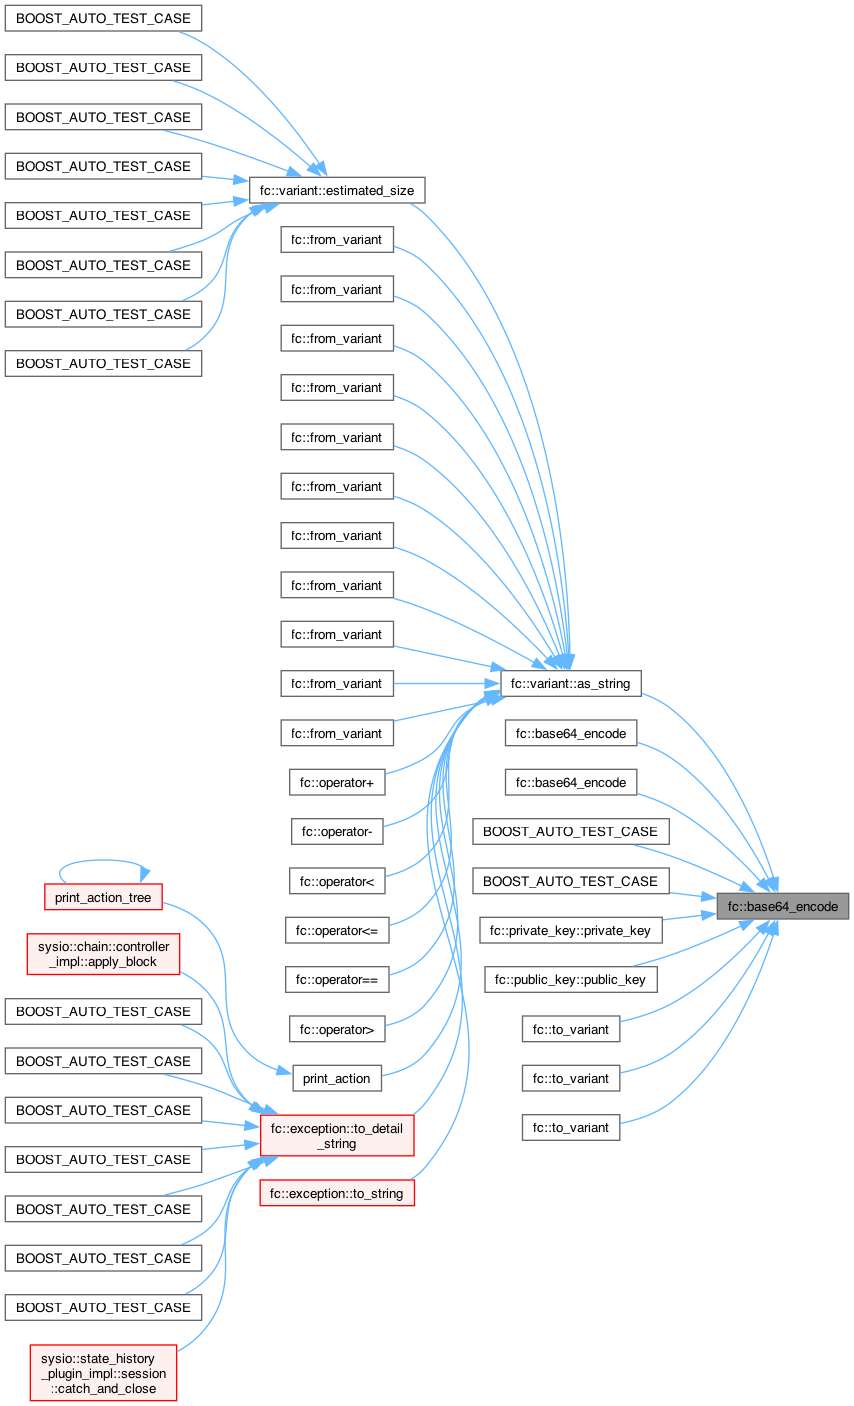 BOOST_AUTO_TEST_CASE
BOOST_AUTO_TEST_CASE
BOOST_AUTO_TEST_CASE
BOOST_AUTO_TEST_CASE
BOOST_AUTO_TEST_CASE
BOOST_AUTO_TEST_CASE
BOOST_AUTO_TEST_CASE
BOOST_AUTO_TEST_CASE
fc::variant::estimated_size
fc::from_variant
fc::from_variant
fc::from_variant
fc::from_variant
fc::from_variant
fc::from_variant
fc::from_variant
fc::from_variant
fc::from_variant
fc::from_variant
fc::from_variant
fc::operator+
fc::operator-
fc::operator<
fc::operator<=
fc::operator==
fc::operator>
print_action
print_action_tree
sysio::chain::controller
_impl::apply_block
BOOST_AUTO_TEST_CASE
BOOST_AUTO_TEST_CASE
BOOST_AUTO_TEST_CASE
BOOST_AUTO_TEST_CASE
BOOST_AUTO_TEST_CASE
BOOST_AUTO_TEST_CASE
BOOST_AUTO_TEST_CASE
sysio::state_history
_plugin_impl::session
::catch_and_close
fc::exception::to_detail
_string
fc::exception::to_string
fc::variant::as_string
fc::base64_encode
fc::base64_encode
BOOST_AUTO_TEST_CASE
BOOST_AUTO_TEST_CASE
fc::private_key::private_key
fc::public_key::public_key
fc::to_variant
fc::to_variant
fc::to_variant
fc::base64_encode